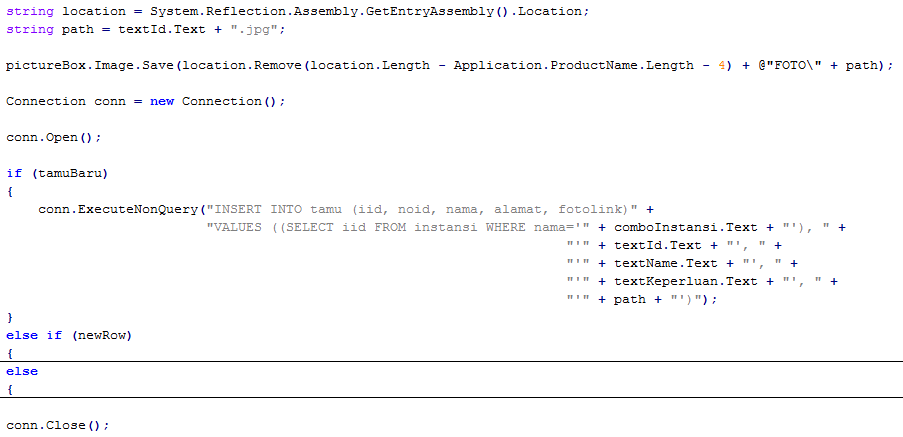 string location = System.Reflection.Assembly.GetEntryAssembly().Location;
string path = textId.Text + ".jpg";
pictureBox.Image.Save(location.Remove(location.Length - Application.ProductName.Length - 4) + @"FOTO\" + path);
Connection conn = new Connection();
conn.Open();
if (tamuBaru)
{
conn.ExecuteNonQuery("INSERT INTO tamu (iid, noid, nama, alamat, fotolink)" +
"VALUES ((SELECT iid FROM instansi WHERE nama='" + comboInstansi.Text + "'), " +
"'" + textId.Text + "', " +
"'" + textName.Text + "', " +
"'" + textKeperluan.Text + "', " +
"'" + path + "')");
}
else if (newRow)
{
else
{
conn.Close();